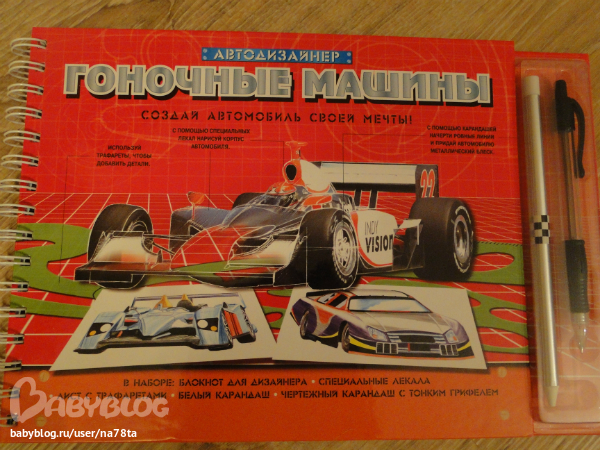 АВТОДИЗАЙНЕР
ГОНОЧНЫЕ МАШИНЫ
СОЗДАЙ АВТОМОБИЛЬ СВОЕЙ МЕЧТЫ!
ИСПОЛЬЗУЙ
ТРАФАРЕТЫ, ЧТОБЫ
ДОБАВИТЬ ДЕТАЛИ.
С ПОМОЩЬЮ СПЕЦИАЛЬНЫХ
ЛЕКАЛ НАРИСУЙ КОРПУС
АВТОМОБИЛЯ.
С ПОМОЩЬЮ КАРАНДАШЕЙ
НАЧЕРТИ РОВНЫЕ ЛИНИИ
И ПРИДАЙ АВТОМОБИЛЮ
МЕТАЛЛИЧЕСКИЙ БЛЕСК.
22
INDY
VISION
В НАБОРЕ: БЛОКНОТ ДЛЯ ДИЗАЙНЕРА • СПЕЦИАЛЬНЫЕ ЛЕКАЛА
ЛИСТ С ТРАФАРЕТАМИ • БЕЛЫЙ КАРАНДАШ • ЧЕРТЕЖНЫЙ КАРАНДАШ С ТОНКИМ ГРИФЕЛЕМ
BABYBLOG
babyblog.ru/user/na78ta